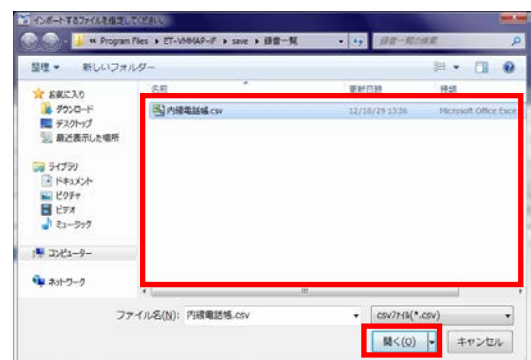 インポートするファイルを指定してください
« Program Files ▸ ET-VMMAP-IF ▸ save ▸ 録音一覧
録音一覧の検索
整理 ▼ 新しいフォルダー
お気に入り
ダウンロード
デスクトップ
最近表示した場所
ライブラリ
ドキュメント
ピクチャ
ビデオ
ミュージック
コンピューター
ネットワーク
名前 更新日時 種類
内線電話帳.csv 12/10/29 13:36 Microsoft Office Exce
ファイル名(N): 内線電話帳.csv
csvファイル(*.csv)
開く(O) キャンセル